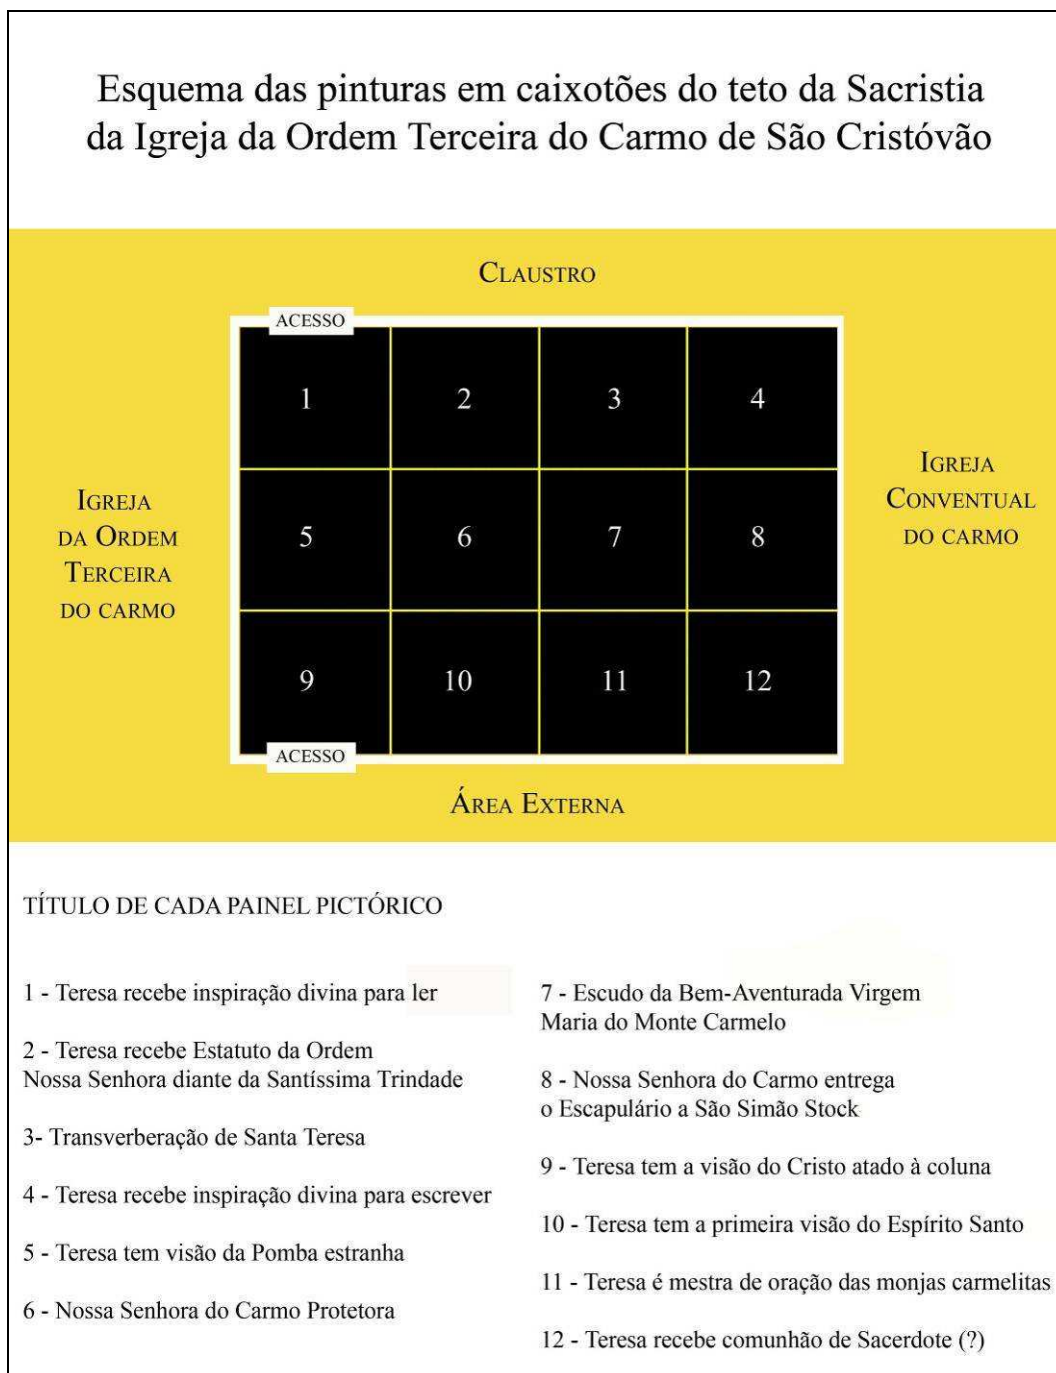 Esquema das pinturas em caixotões do teto da Sacristia
da Igreja da Ordem Terceira do Carmo de São Cristóvão
CLAUSTRO
ACESSO
1
2
3
4
IGREJA
DA ORDEM
TERCEIRA
DO CARMO
5
6
7
8
IGREJA
CONVENTUAL
DO CARMO
9
10
11
12
ACESSO
ÁREA EXTERNA
TÍTULO DE CADA PAINEL PICTÓRICO
1 - Teresa recebe inspiração divina para ler
2 - Teresa recebe Estatuto da Ordem
Nossa Senhora diante da Santíssima Trindade
3- Transverberação de Santa Teresa
4 - Teresa recebe inspiração divina para escrever
5 - Teresa tem visão da Pomba estranha
6 - Nossa Senhora do Carmo Protetora
7 - Escudo da Bem-Aventurada Virgem
Maria do Monte Carmelo
8 - Nossa Senhora do Carmo entrega
o Escapulário a São Simão Stock
9 - Teresa tem a visão do Cristo atado à coluna
10 - Teresa tem a primeira visão do Espírito Santo
11 - Teresa é mestra de oração das monjas carmelitas
12 - Teresa recebe comunhão de Sacerdote (?)